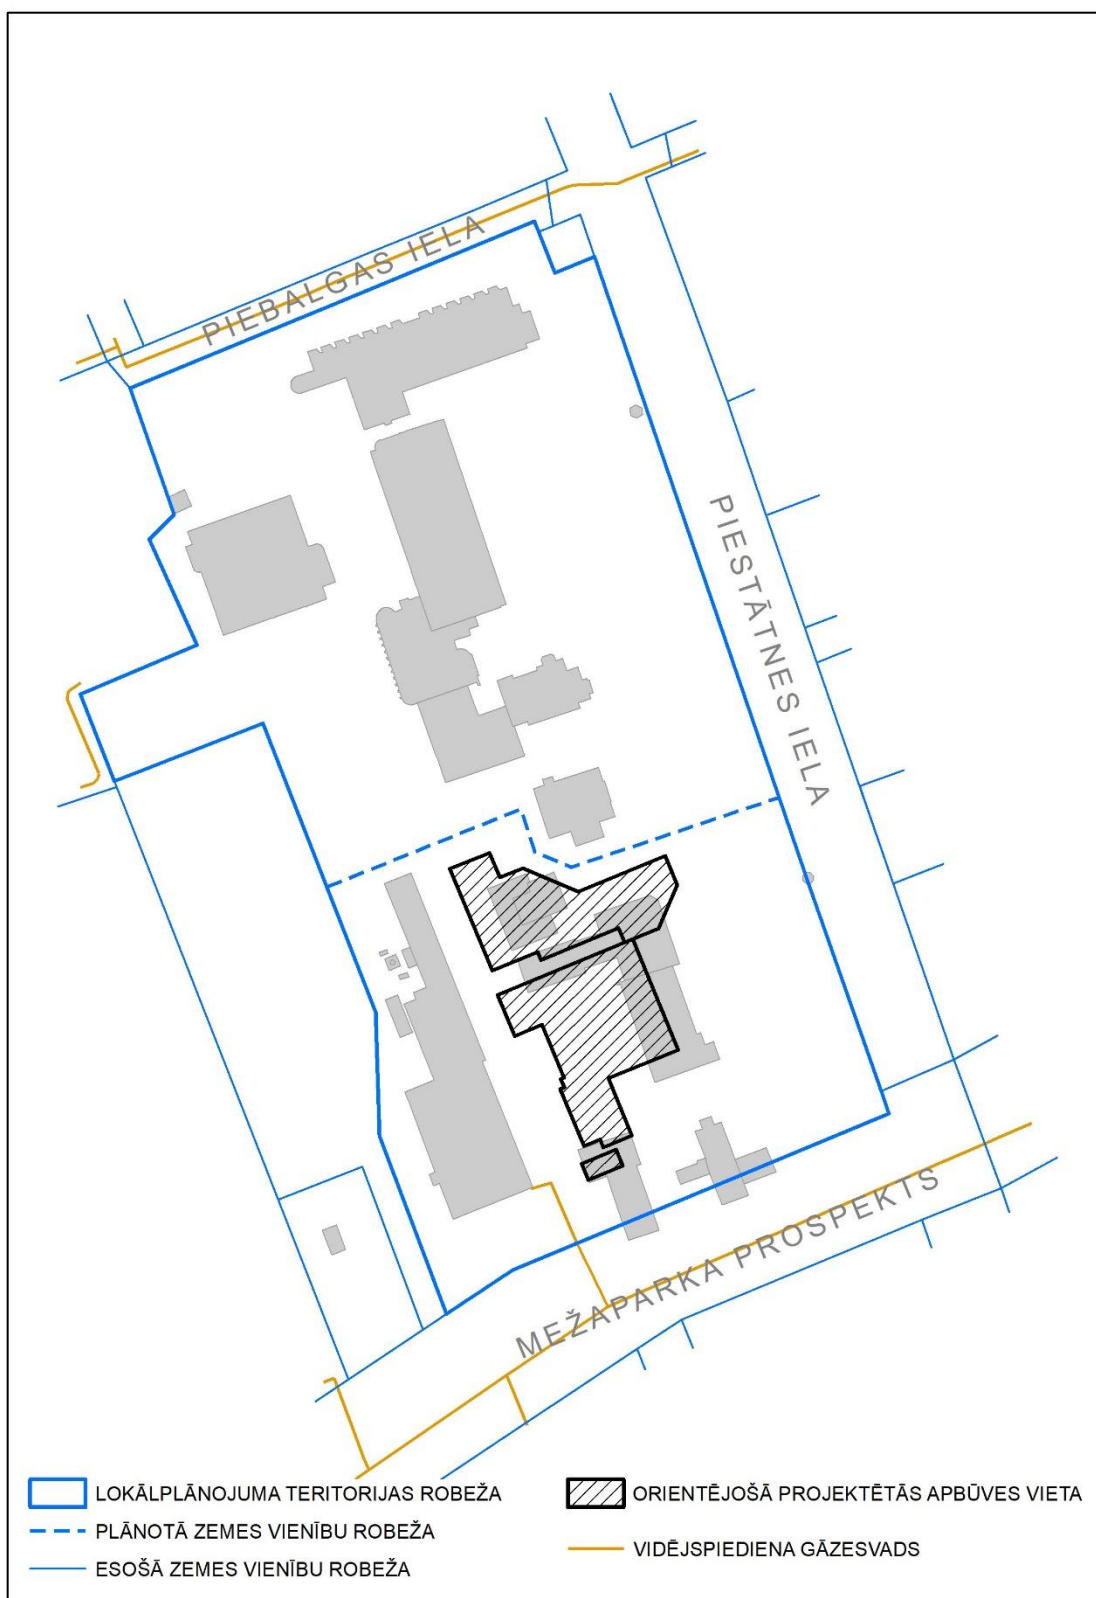 PIEBALGAS IELA
PIESTĀTNES IELA
MEŽAPARKA PROSPEKTS
LOKĀLPLĀNOJUMA TERITORIJAS ROBEŽA
PLĀNOTĀ ZEMES VIENĪBU ROBEŽA
ESOŠĀ ZEMES VIENĪBU ROBEŽA
ORIENTĒJOŠĀ PROJEKTĒTĀS APBŪVES VIETA
VIDĒJSPIEDIENA GĀZESVADS